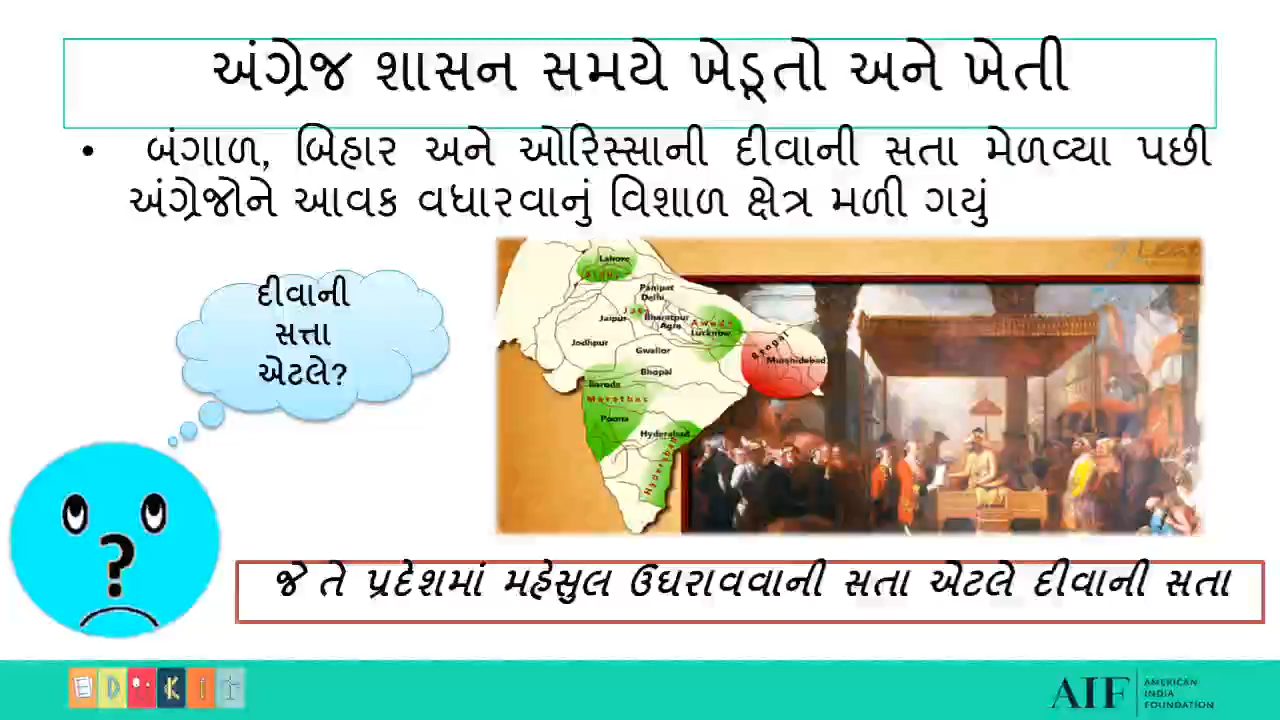 અંગ્રેજ શાસન સમયે ખેડૂતો અને ખેતી
• બંગાળ, બિહાર અને ઓરિસ્સાની દીવાની સતા મેળવ્યા પછી
અંગ્રેજોને આવક વધારવાનું વિશાળ ક્ષેત્ર મળી ગયું
દીવાની
સત્તા
એટલે?
Lahore
Panipat
Delhi
Jaipur
Bharatpur
Agra
Awadh
Lucknow
Jodhpur
Gwalior
Murshidabad
Bhopal
Baroda
Marathas
Poona
Hyderabad
Hyderabad
?
જે તે પ્રદેશમાં મહેસુલ ઉઘરાવવાની સતા એટલે દીવાની સતા
AIF
AMERICAN
INDIA
FOUNDATION